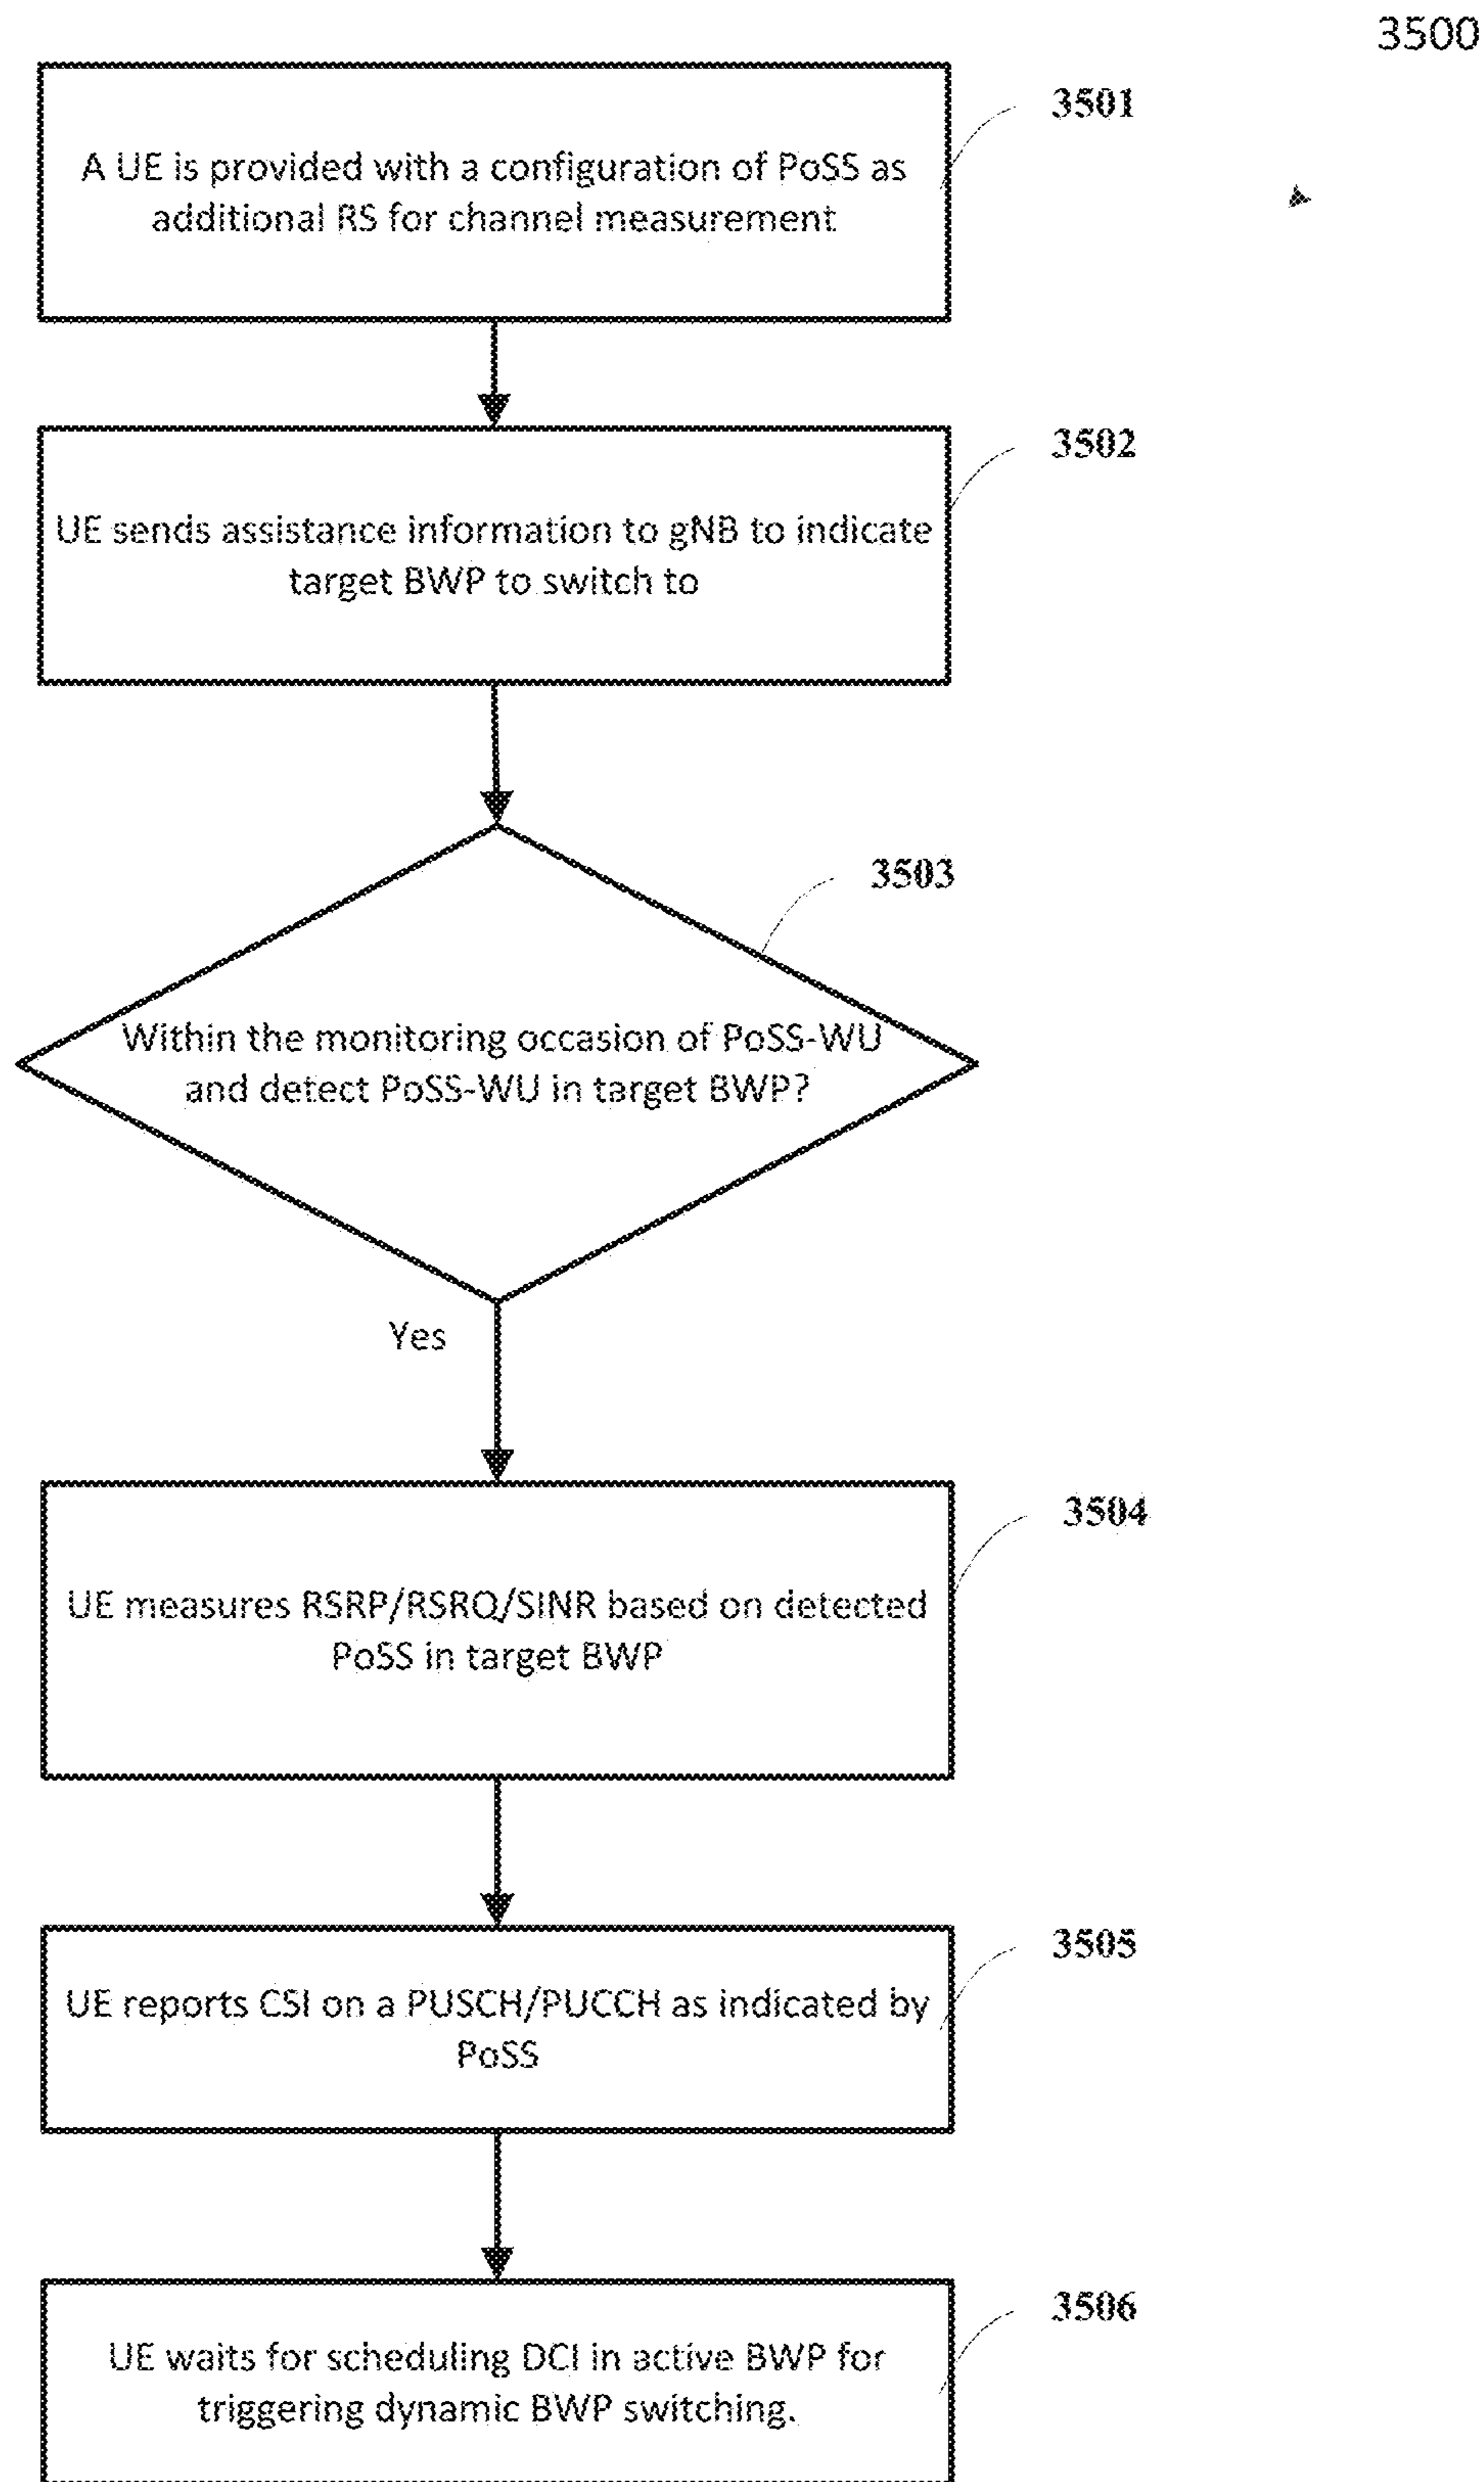 3500
3501
A UE is provided with a configuration of PoSS as
additional RS for channel measurement
3502
UE sends assistance information to gNB to indicate
target BWP to switch to
3503
Within the monitoring occasion of PoSS-WU
and detect PoSS-WU in target BWP?
Yes
3504
UE measures RSRP/RSRQ/SINR based on detected
PoSS in target BWP
3505
UE reports CSI on a PUSCH/PUCCH as indicated by
PoSS
3506
UE waits for scheduling DCI in active BWP for
triggering dynamic BWP switching.